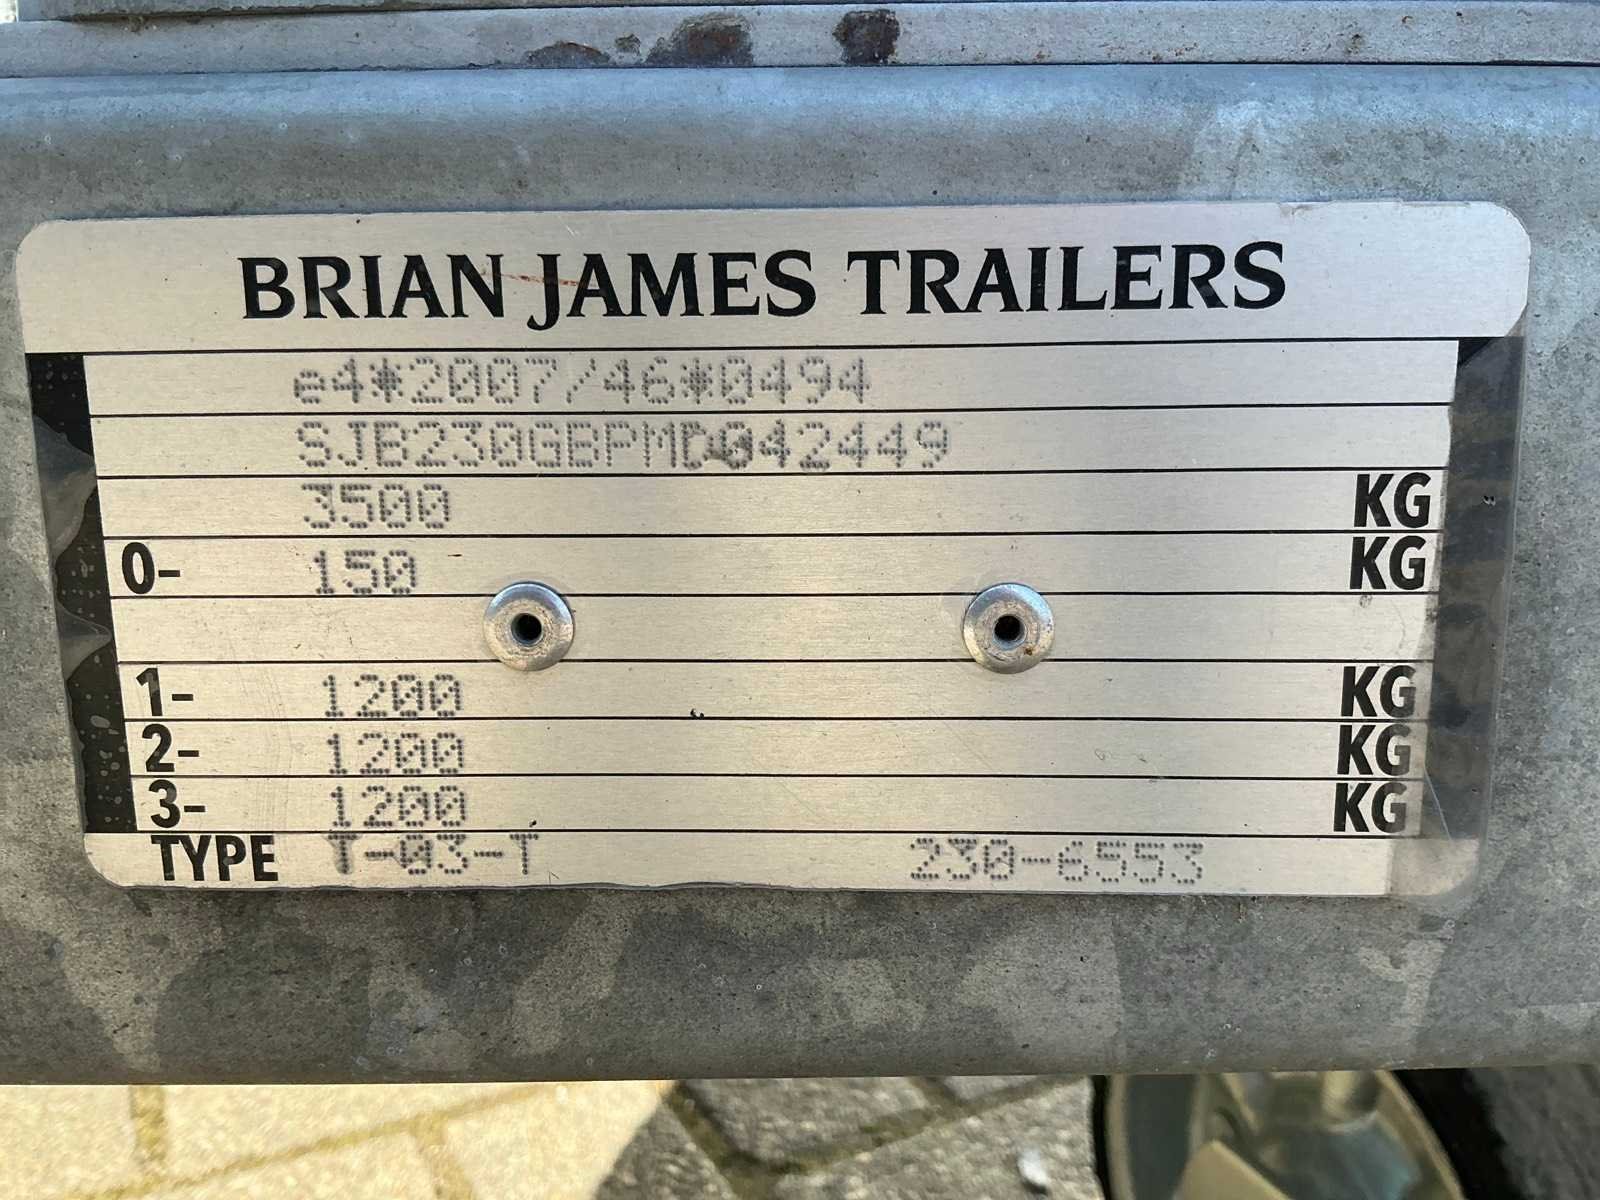 BRIAN JAMES TRAILERS
e4*2007/46*0494
SJB230GBPMD042449
3500 KG
0- 150 KG
1- 1200 KG
2- 1200 KG
3- 1200 KG
TYPE T-03-T 230-6553